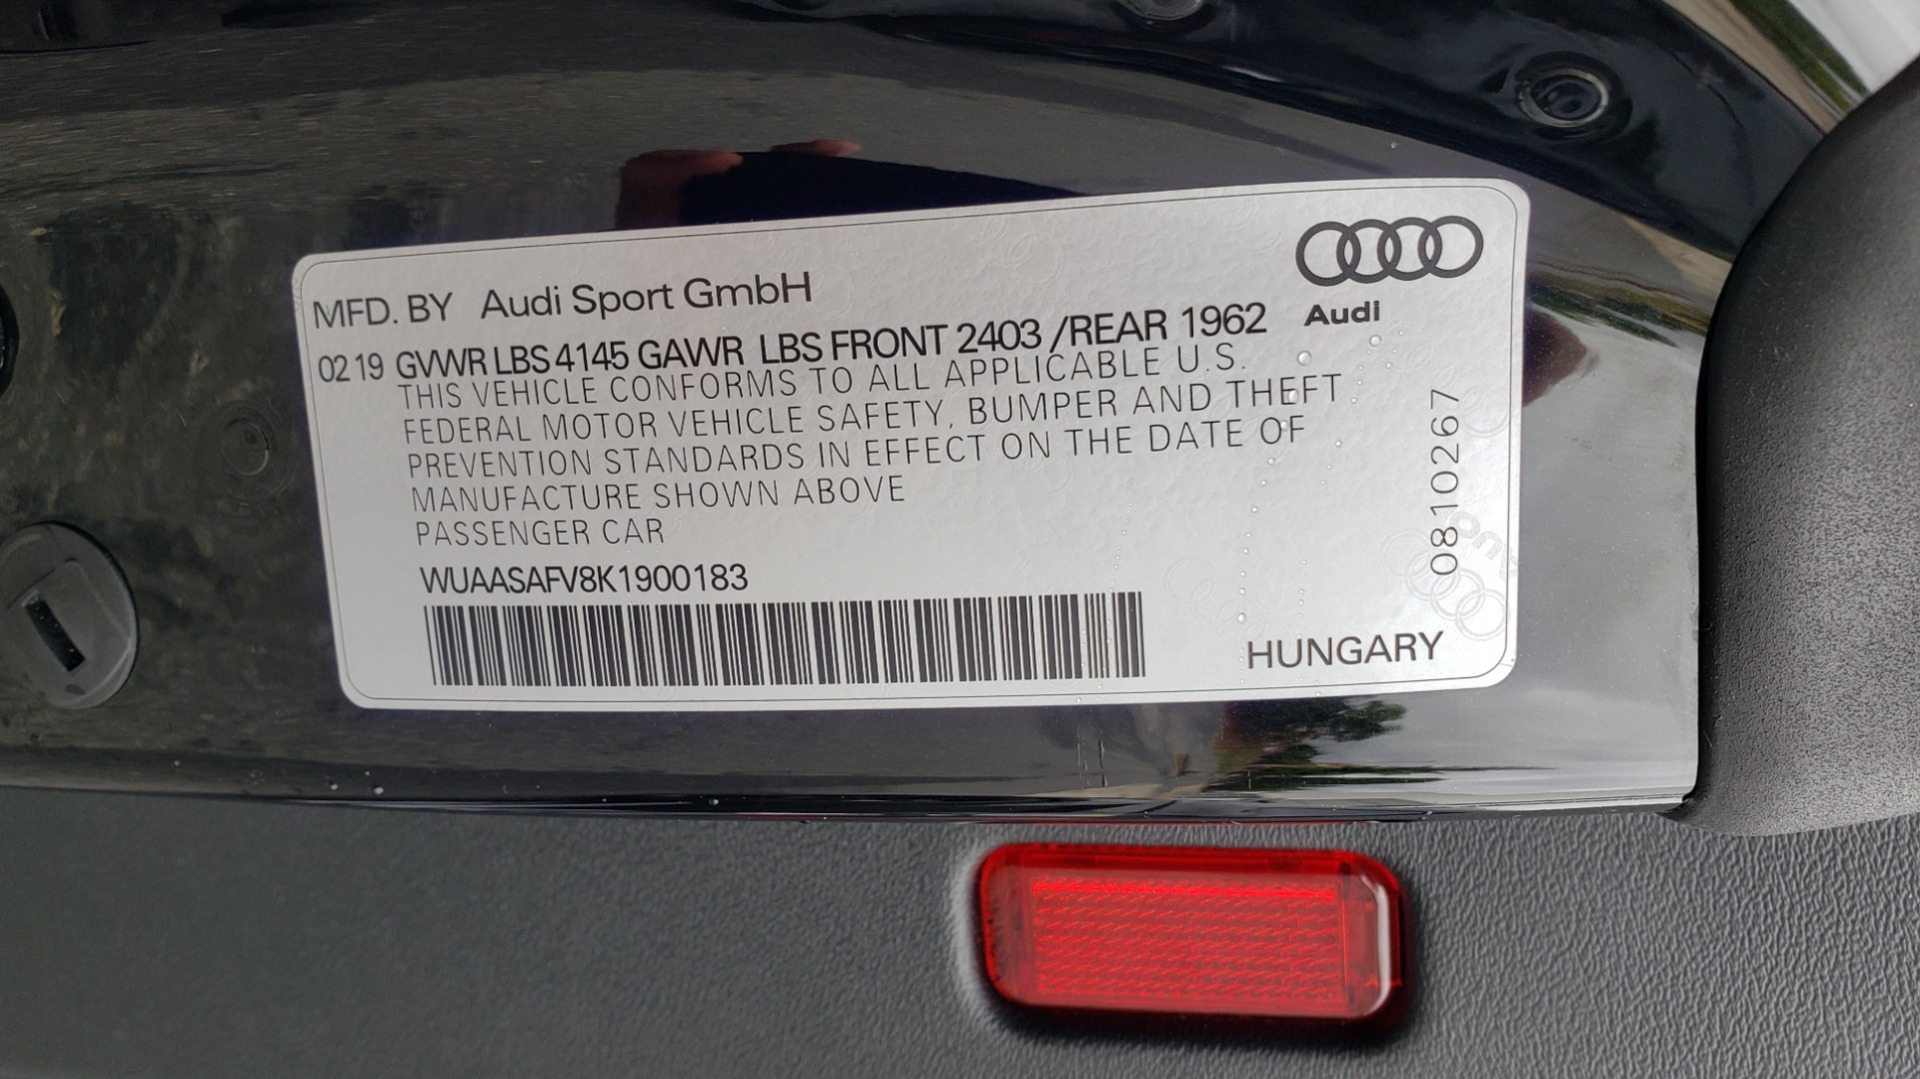 MFD. BY Audi Sport GmbH
Audi
02 19 GVWR LBS 4145 GAWR LBS FRONT 2403 /REAR 1962
THIS VEHICLE CONFORMS TO ALL APPLICABLE U.S.
FEDERAL MOTOR VEHICLE SAFETY, BUMPER AND THEFT
PREVENTION STANDARDS IN EFFECT ON THE DATE OF
MANUFACTURE SHOWN ABOVE
PASSENGER CAR
WUAASAFV8K1900183
0810267
HUNGARY